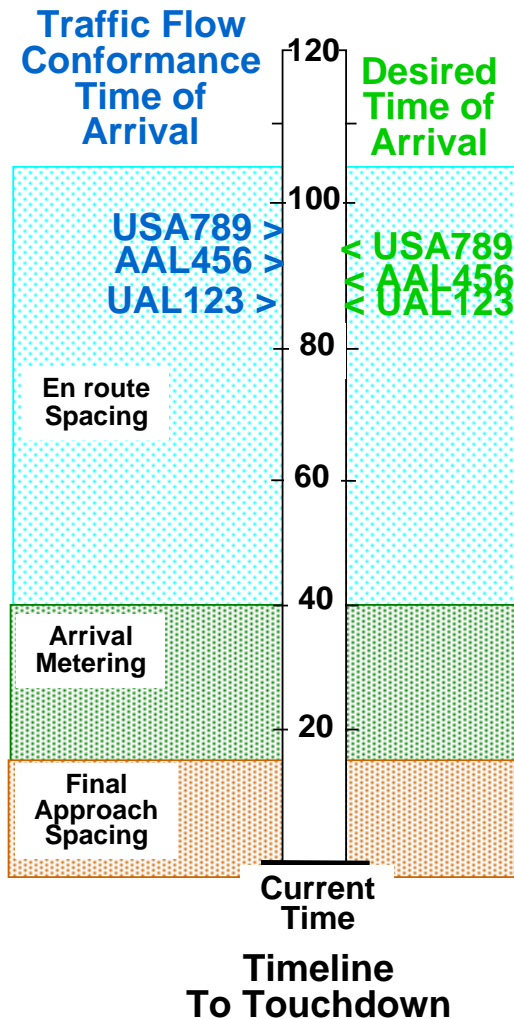 Traffic Flow
Conformance
Time of
Arrival
120
Desired
Time of
Arrival
100
USA789 >
< USA789
AAL456 >
< AAL456
UAL123 >
< UAL123
80
En route
Spacing
60
40
Arrival
Metering
20
Final
Approach
Spacing
Current
Time
Timeline
To Touchdown